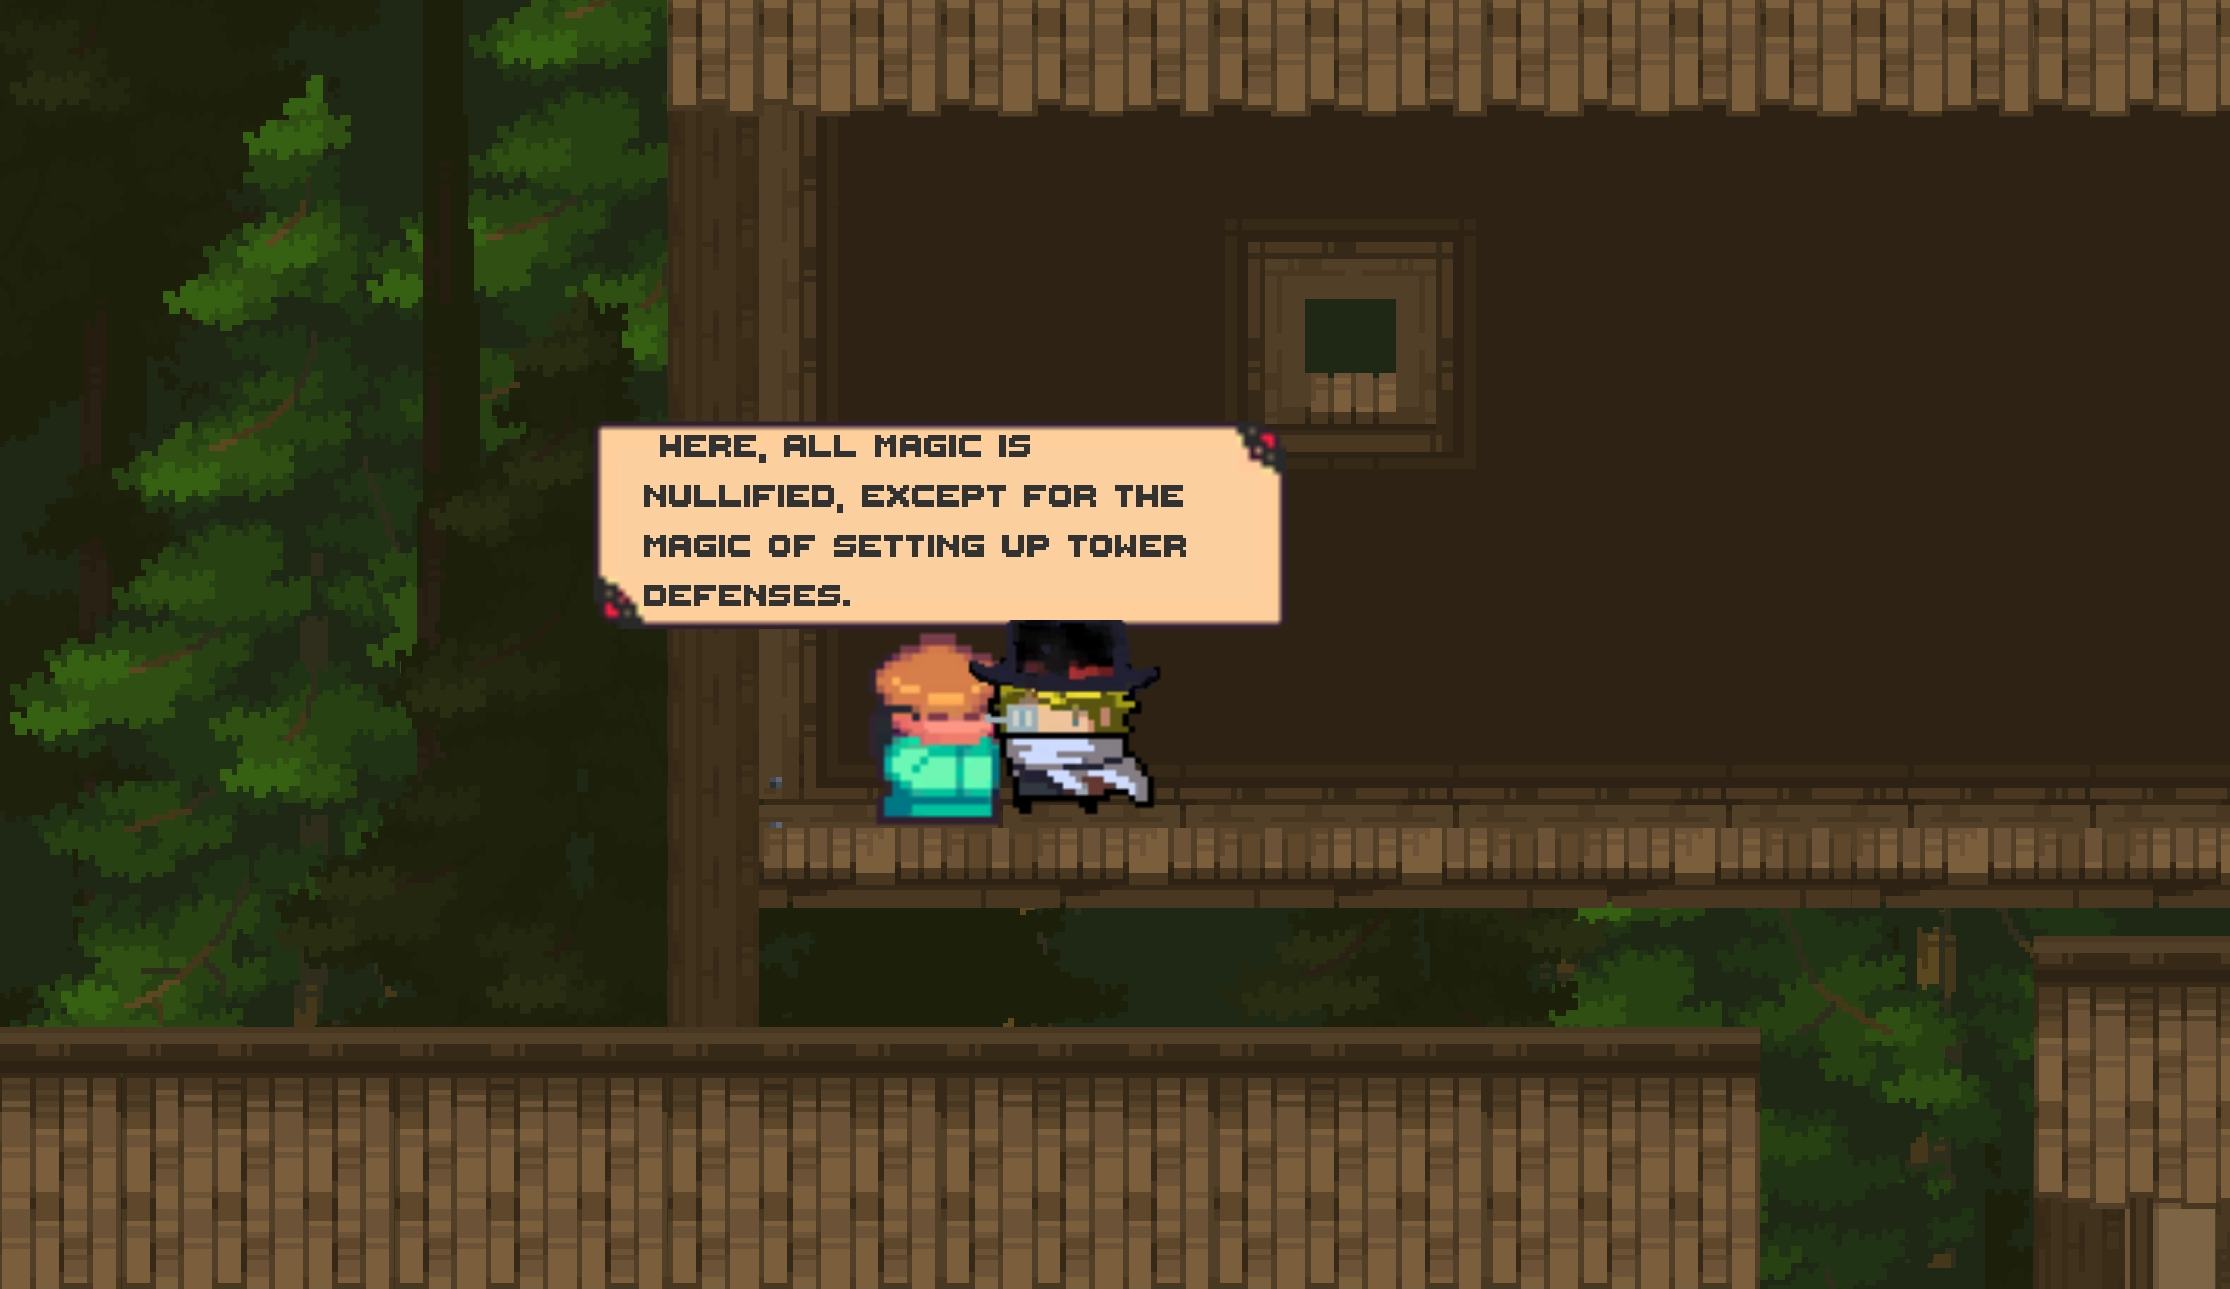 HERE, ALL MAGIC IS
NULLIFIED, EXCEPT FOR THE
MAGIC OF SETTING UP TOWER
DEFENSES.